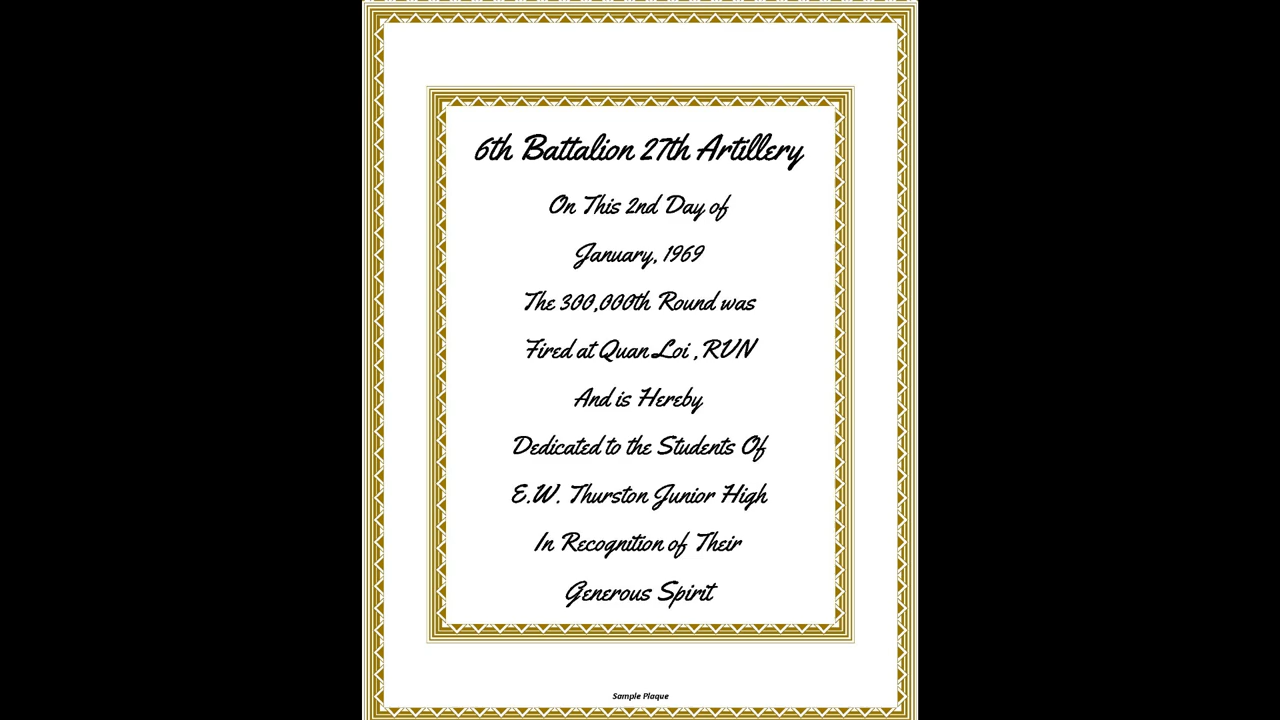 6th Battalion 27th Artillery
On This 2nd Day of
January, 1969
The 300,000th Round was
Fired at Quan Loi , RVN
And is Hereby
Dedicated to the Students Of
E.W. Thurston Junior High
In Recognition of Their
Generous Spirit
Sample Plaque